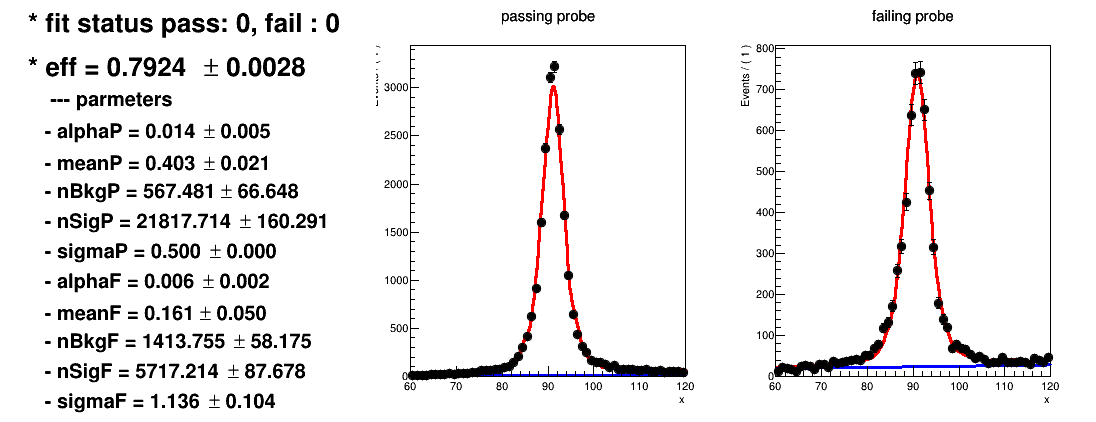 * fit status pass: 0, fail : 0
* eff = 0.7924 ± 0.0028
--- parmeters
- alphaP = 0.014 ± 0.005
- meanP = 0.403 ± 0.021
- nBkgP = 567.481 ± 66.648
- nSigP = 21817.714 ± 160.291
- sigmaP = 0.500 ± 0.000
- alphaF = 0.006 ± 0.002
- meanF = 0.161 ± 0.050
- nBkgF = 1413.755 ± 58.175
- nSigF = 5717.214 ± 87.678
- sigmaF = 1.136 ± 0.104
passing probe
3000
2500
2000
1500
1000
500
0
60 70 80 90 100 110 120
x
failing probe
Events / ( 1 )
800
700
600
500
400
300
200
100
0
60 70 80 90 100 110 120
x